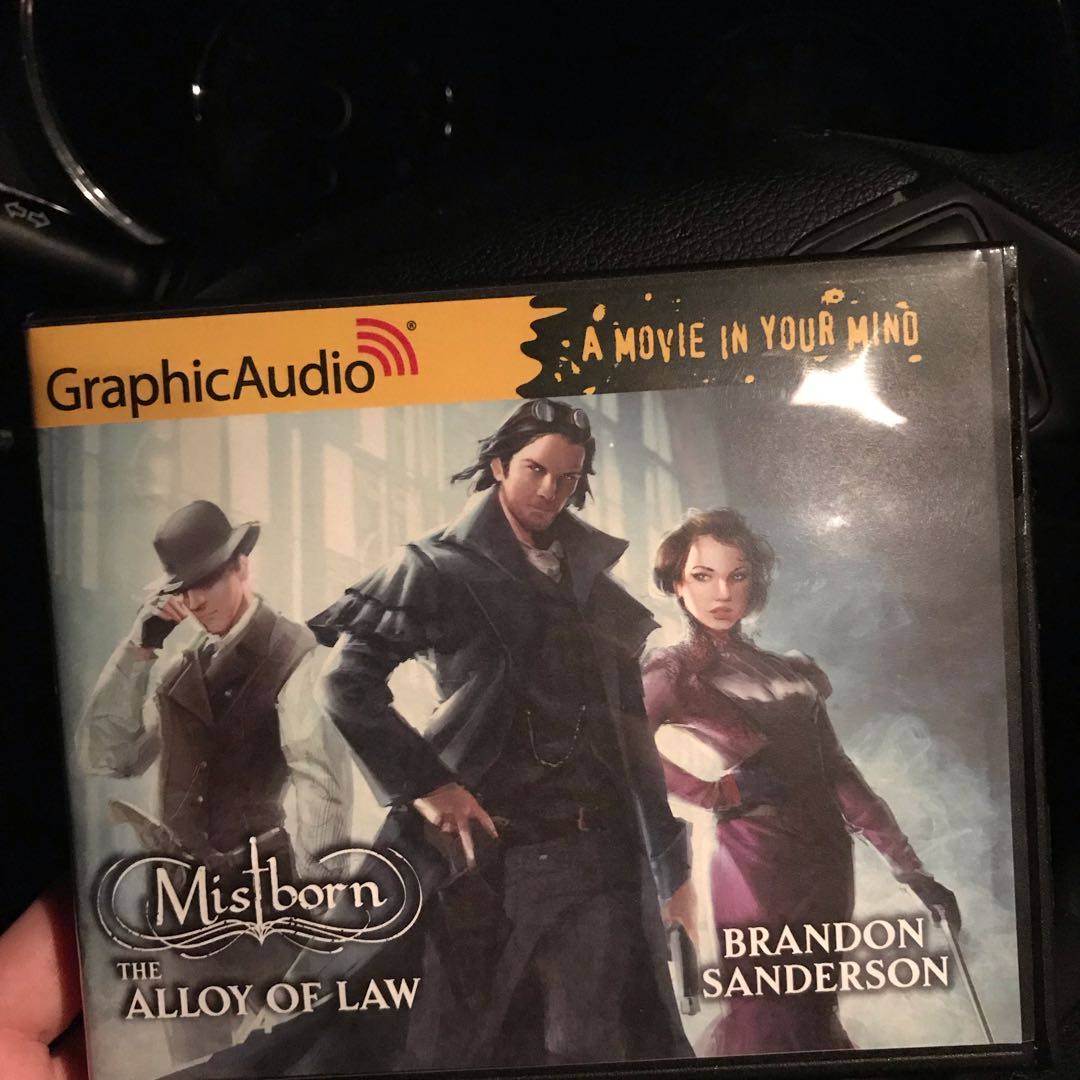 GraphicAudio®
A MOVIE IN YOUR MIND
Mistborn
THE
ALLOY OF LAW
BRANDON
SANDERSON